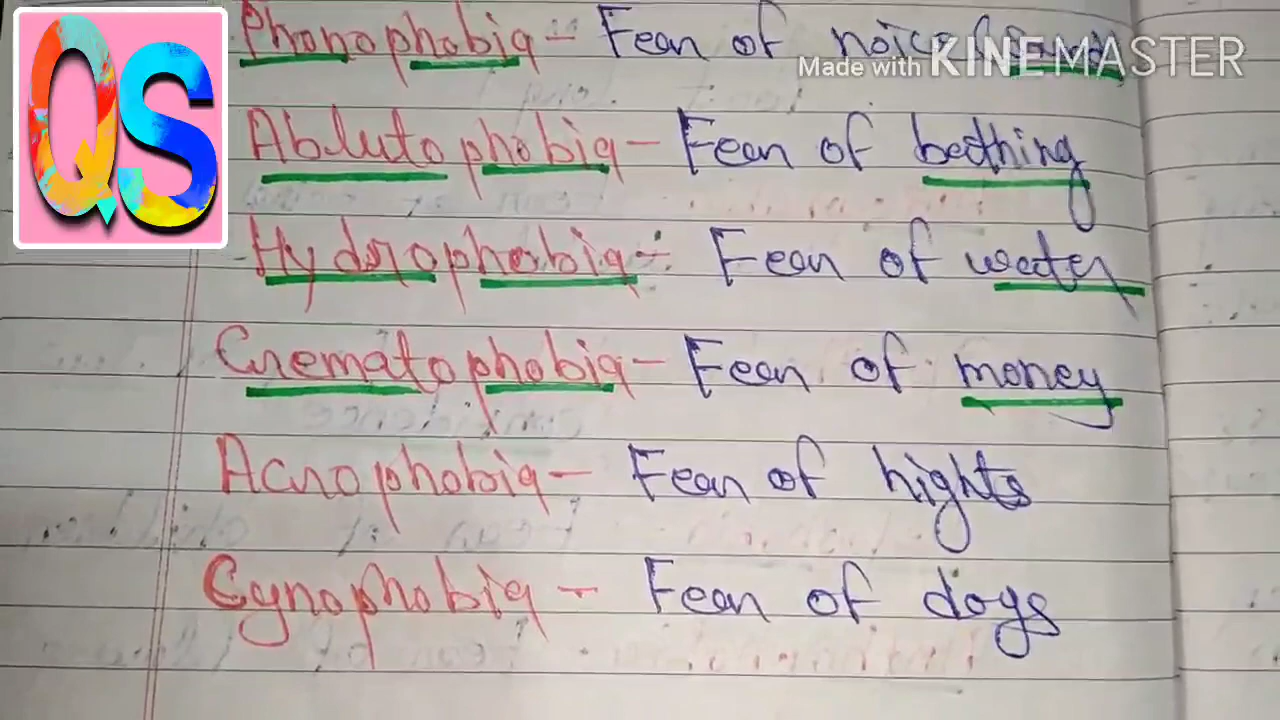 QS
Phonophobia - Fear of noice
Made with KINEMASTER
Ablutophobia - Fear of bathing
Hydrophobia - Fear of water
Crematophobia - Fear of money
Acrophobia - Fear of hights
Cynophobia - Fear of dogs